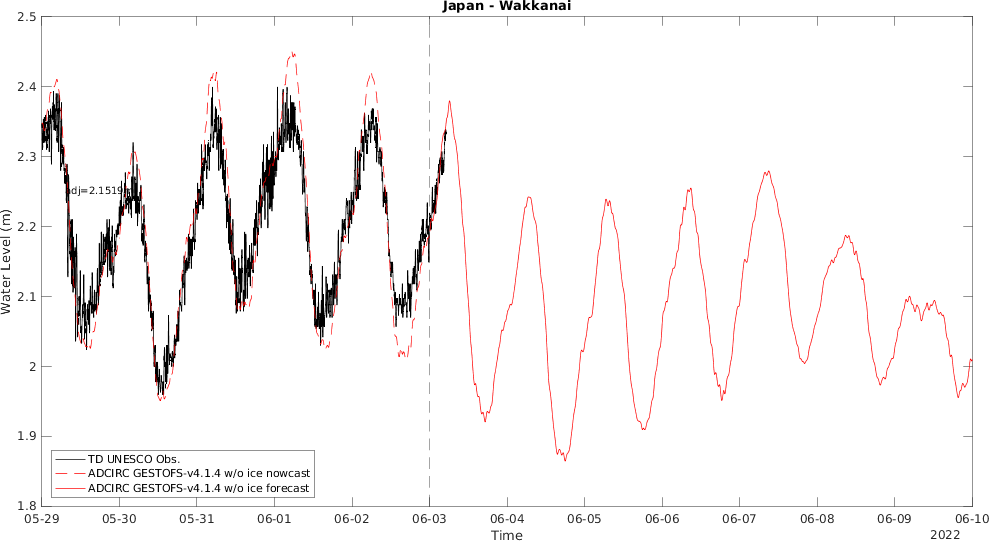 Japan - Wakkanai
2.5
2.4
2.3
2.2
2.1
2
1.9
1.8
Water Level (m)
adj=2.1519
TD UNESCO Obs.
ADCIRC GESTOFS-v4.1.4 w/o ice nowcast
ADCIRC GESTOFS-v4.1.4 w/o ice forecast
05-29 05-30 05-31 06-01 06-02 06-03 06-04 06-05 06-06 06-07 06-08 06-09 06-10
Time
2022